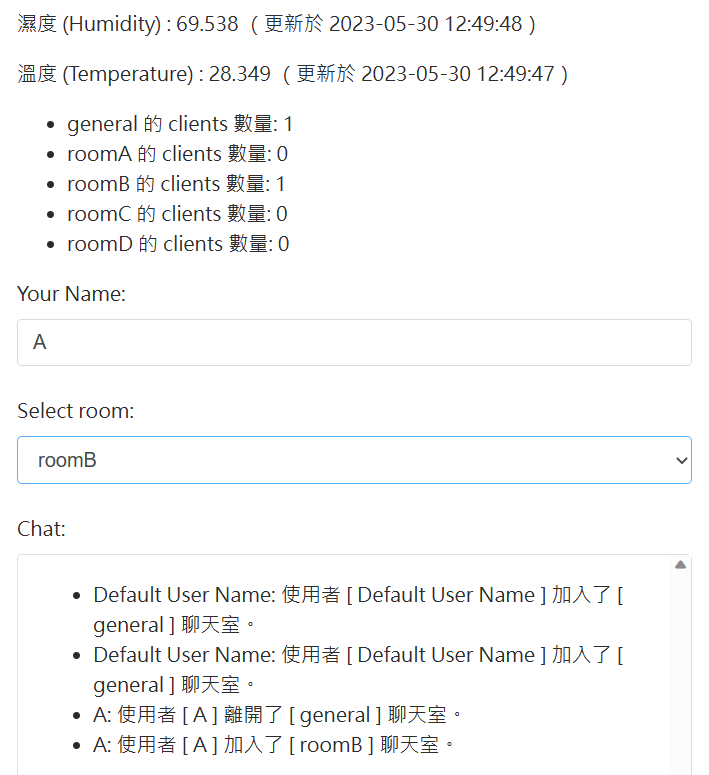 濕度 (Humidity) : 69.538 （更新於 2023-05-30 12:49:48）
溫度 (Temperature) : 28.349 （更新於 2023-05-30 12:49:47）
• general 的 clients 數量: 1
• roomA 的 clients 數量: 0
• roomB 的 clients 數量: 1
• roomC 的 clients 數量: 0
• roomD 的 clients 數量: 0
Your Name:
A
Select room:
roomB
Chat:
• Default User Name: 使用者 [ Default User Name ] 加入了 [
general ] 聊天室。
• Default User Name: 使用者 [ Default User Name ] 加入了 [
general ] 聊天室。
• A: 使用者 [ A ] 離開了 [ general ] 聊天室。
• A: 使用者 [ A ] 加入了 [ roomB ] 聊天室。